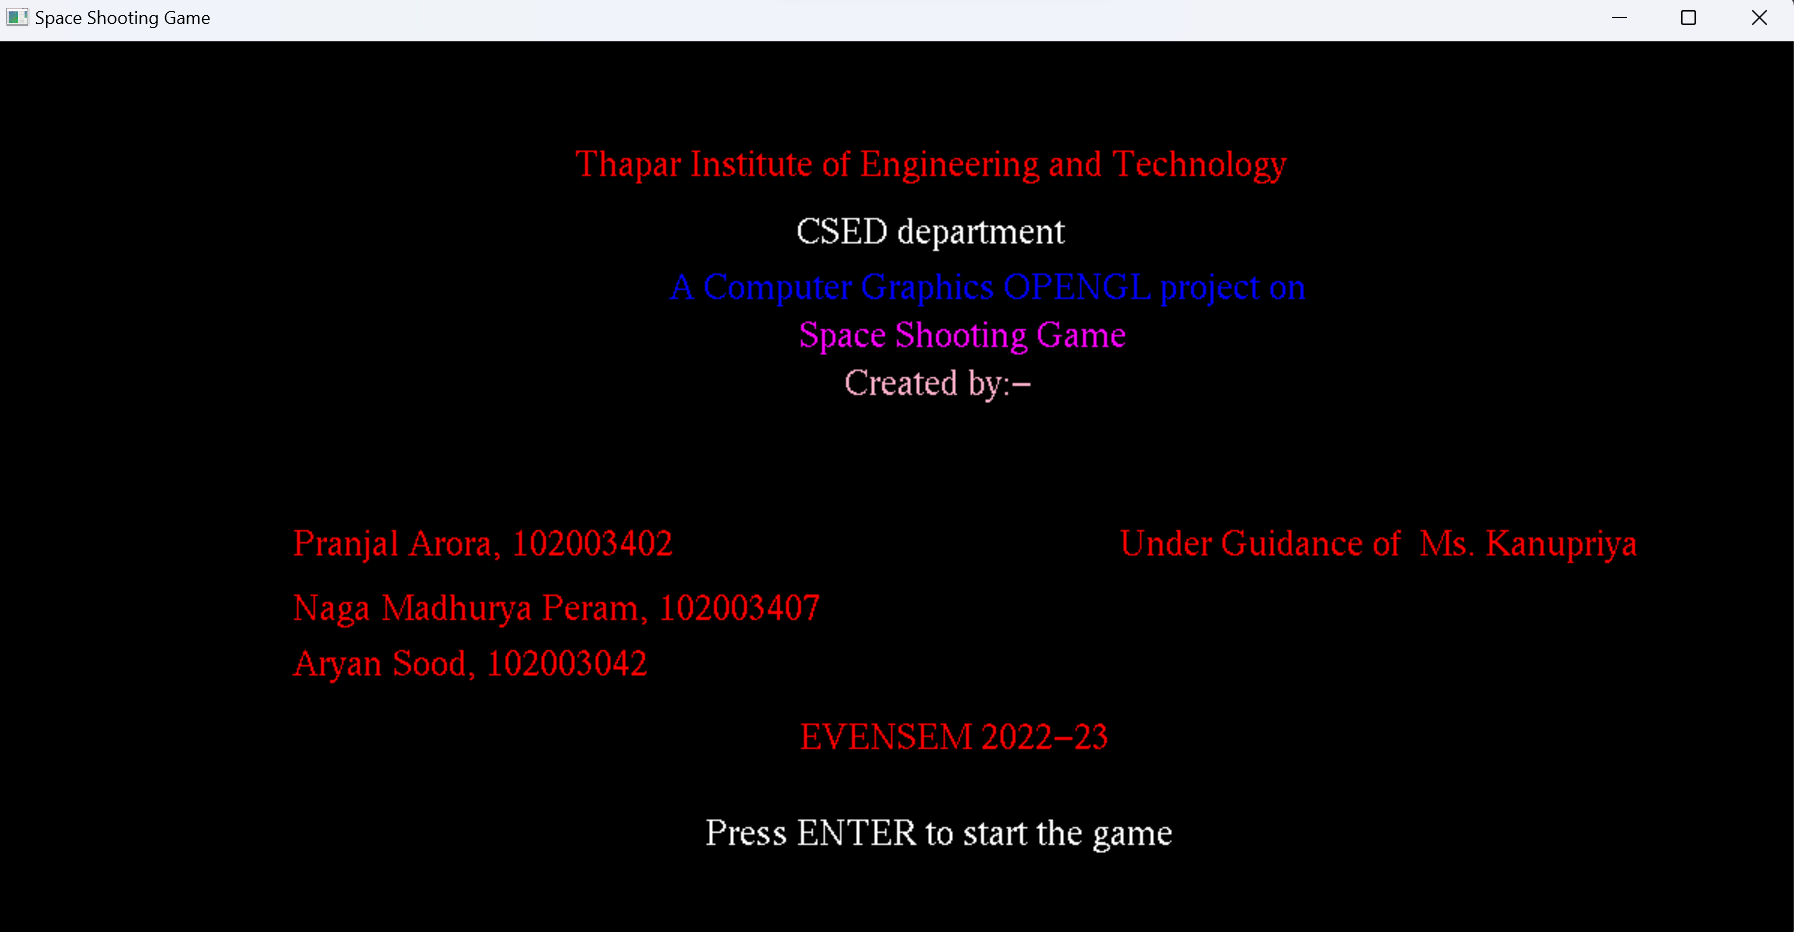 Space Shooting Game
Thapar Institute of Engineering and Technology
CSED department
A Computer Graphics OPENGL project on
Space Shooting Game
Created by:-
Pranjal Arora, 102003402
Under Guidance of  Ms. Kanupriya
Naga Madhurya Peram, 102003407
Aryan Sood, 102003042
EVENSEM 2022-23
Press ENTER to start the game